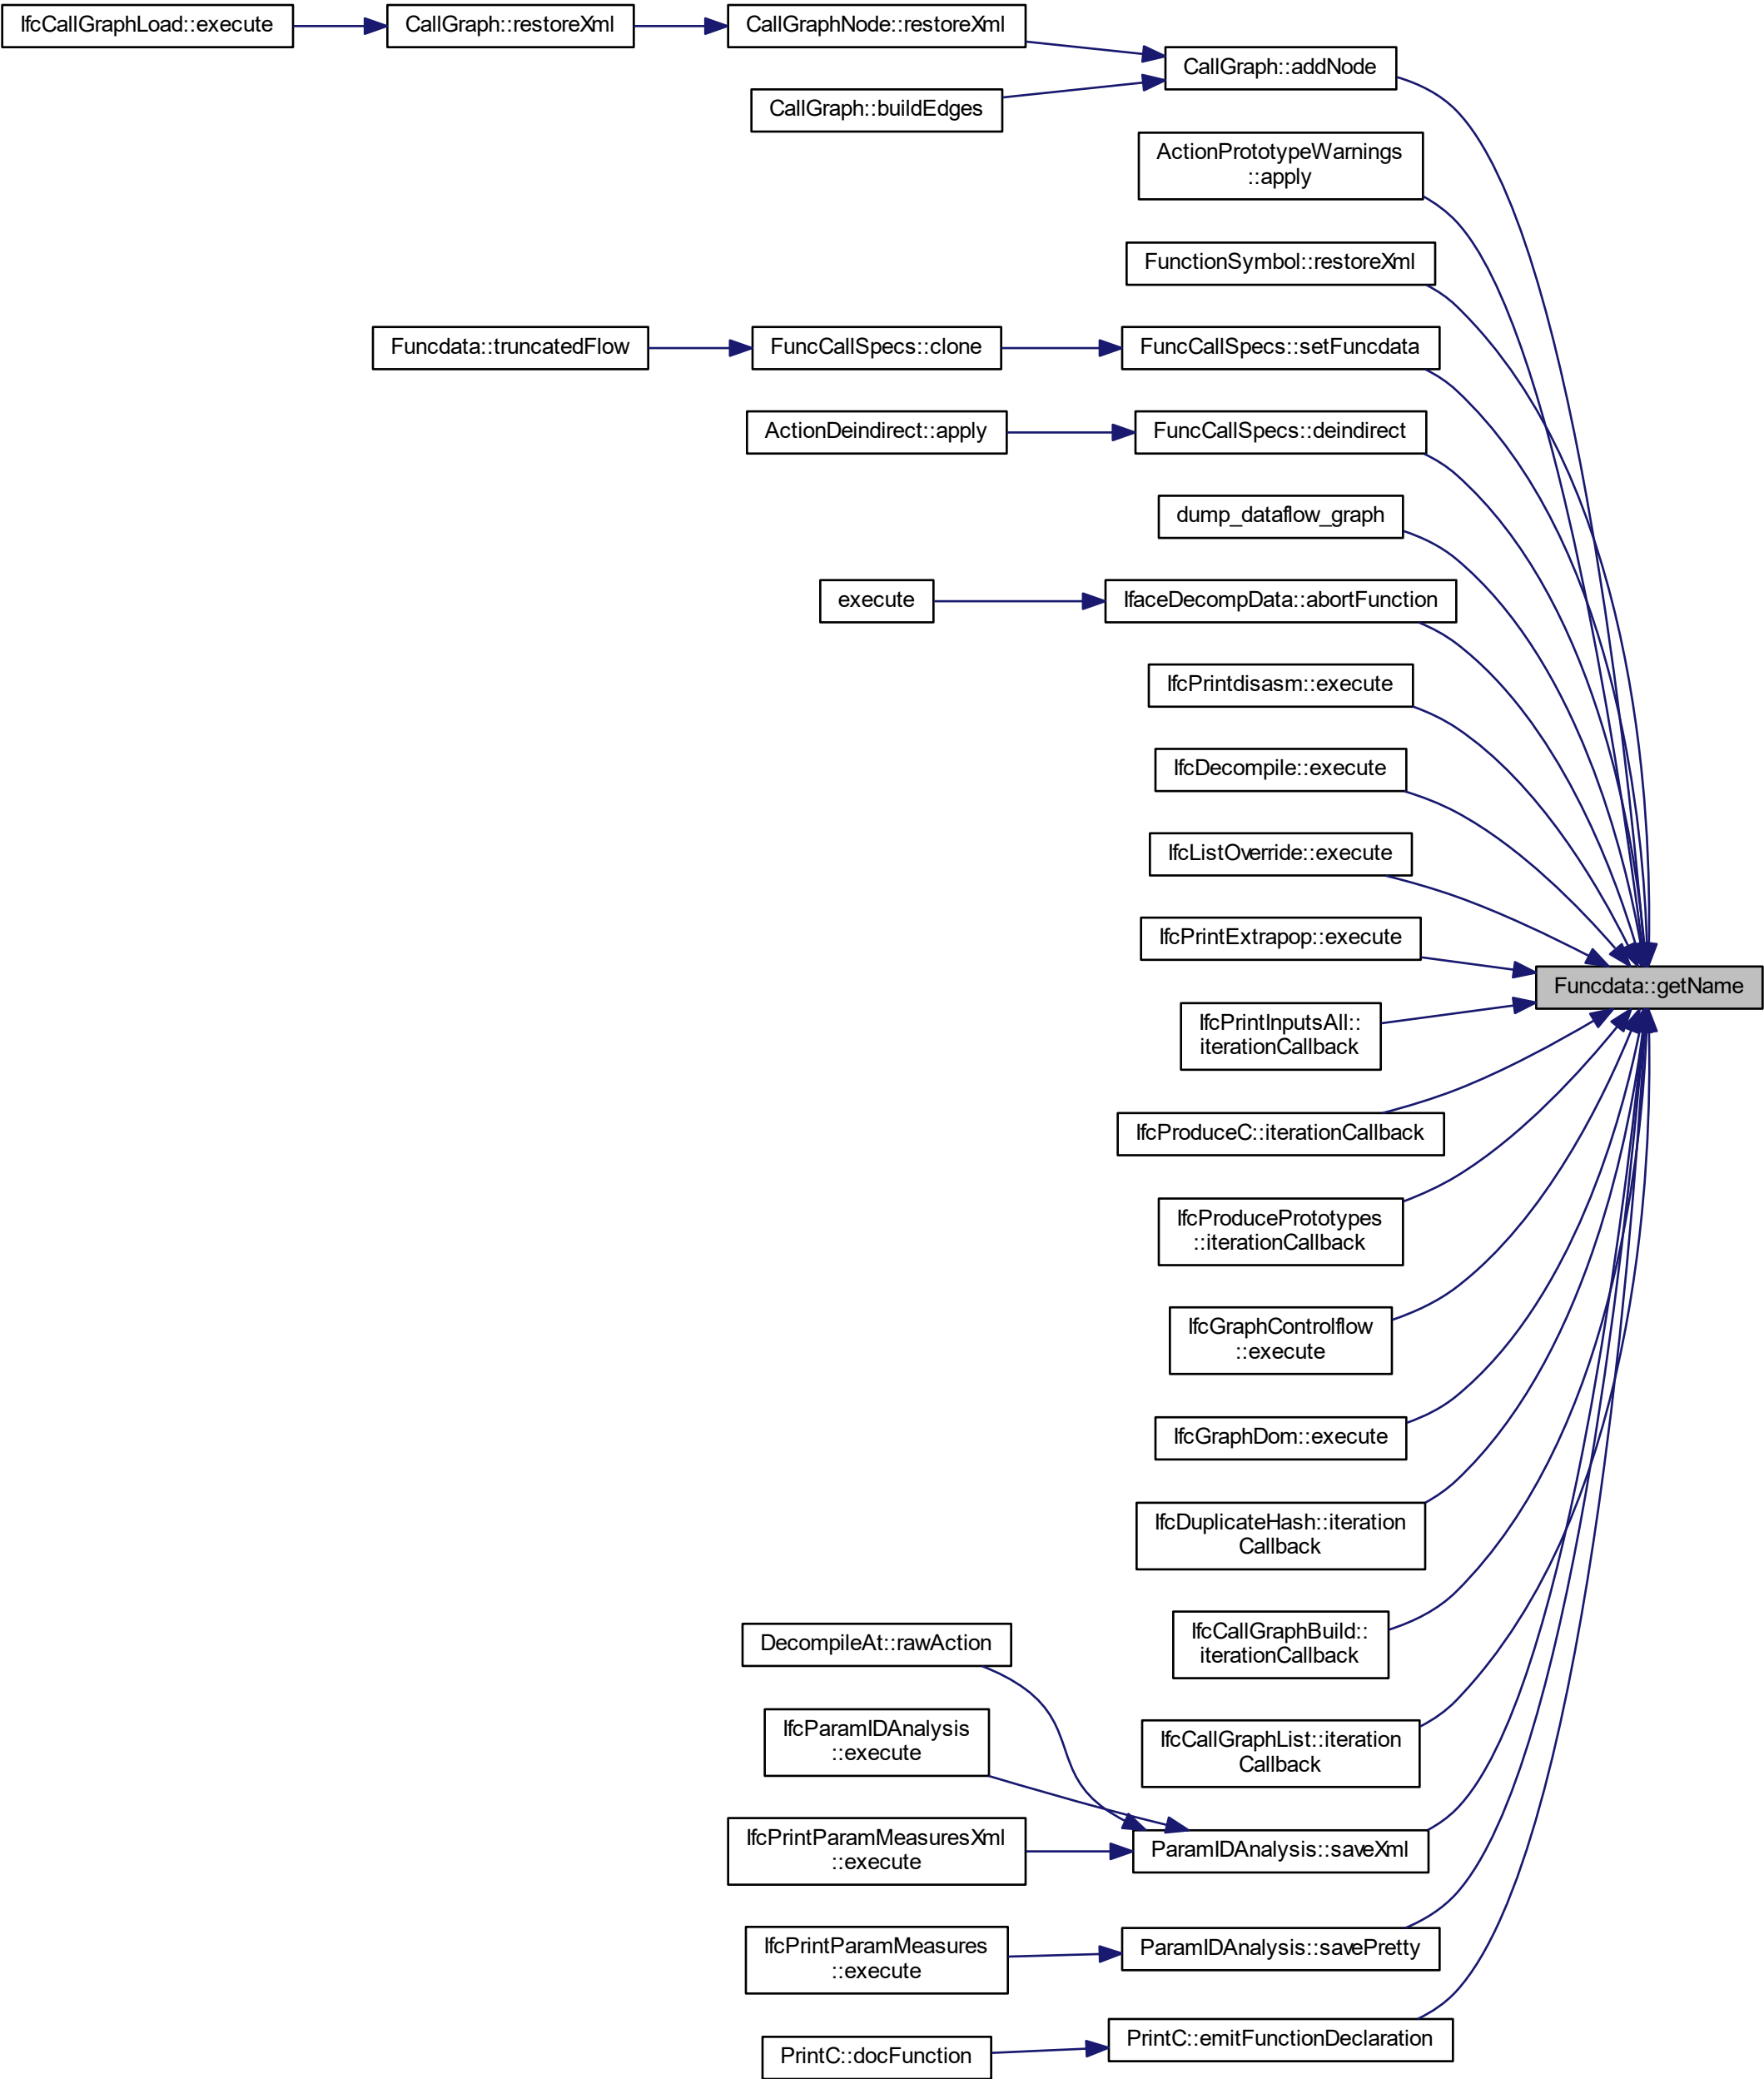 IfcCallGraphLoad::execute
CallGraph::restoreXml
CallGraphNode::restoreXml
CallGraph::addNode
CallGraph::buildEdges
ActionPrototypeWarnings
::apply
FunctionSymbol::restoreXml
Funcdata::truncatedFlow
FuncCallSpecs::clone
FuncCallSpecs::setFuncdata
ActionDeindirect::apply
FuncCallSpecs::deindirect
dump_dataflow_graph
execute
IfaceDecompData::abortFunction
IfcPrintdisasm::execute
IfcDecompile::execute
IfcListOverride::execute
IfcPrintExtrapop::execute
Funcdata::getName
IfcPrintInputsAll::
iterationCallback
IfcProduceC::iterationCallback
IfcProducePrototypes
::iterationCallback
IfcGraphControlflow
::execute
IfcGraphDom::execute
IfcDuplicateHash::iteration
Callback
IfcCallGraphBuild::
iterationCallback
DecompileAt::rawAction
IfcParamIDAnalysis
::execute
IfcCallGraphList::iteration
Callback
IfcPrintParamMeasuresXml
::execute
ParamIDAnalysis::saveXml
IfcPrintParamMeasures
::execute
ParamIDAnalysis::savePretty
PrintC::docFunction
PrintC::emitFunctionDeclaration